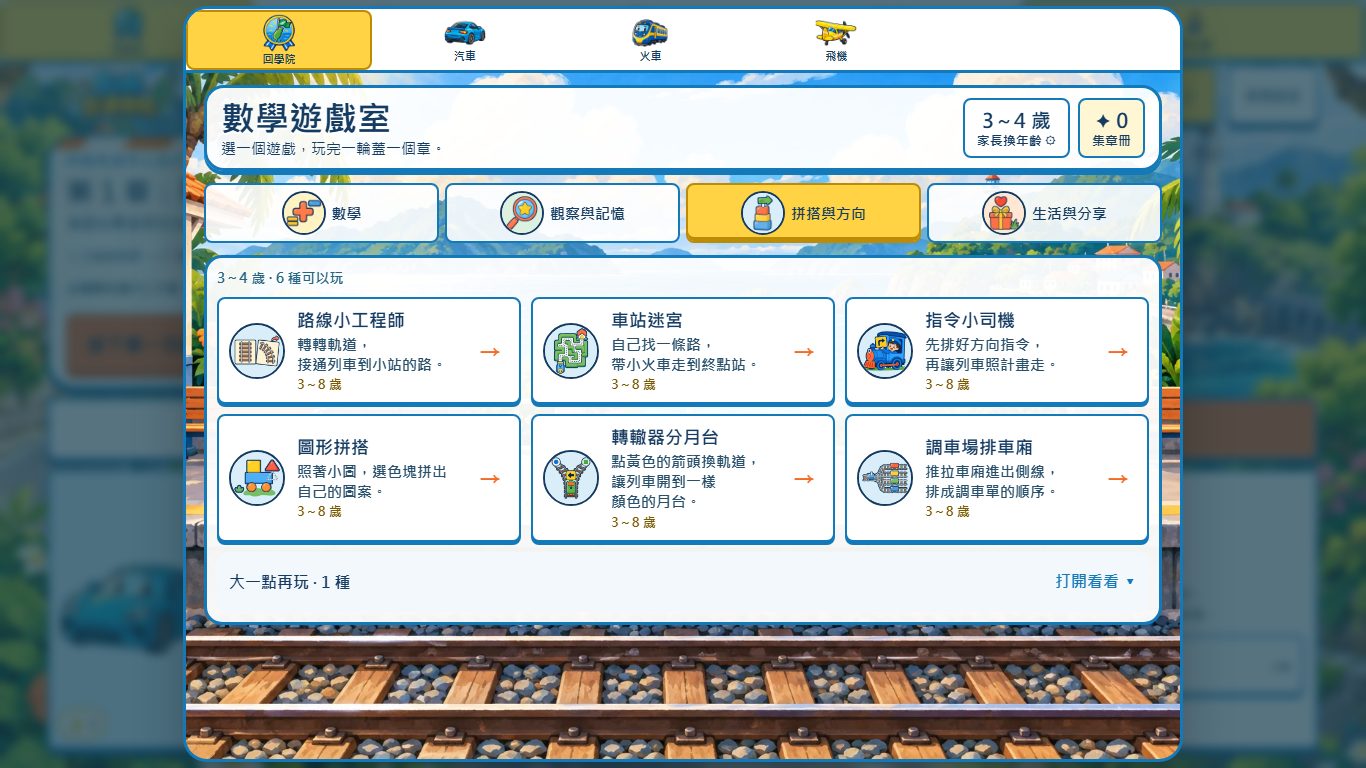 回學院
汽車
火車
飛機
數學遊戲室
選一個遊戲，玩完一輪蓋一個章。
3~4 歲
家長換年齡 ⚙
✦ 0
集章冊
數學
觀察與記憶
拼搭與方向
生活與分享
3~4 歲 · 6 種可以玩
路線小工程師
轉轉軌道，
接通列車到小站的路。
3~8 歲
→
車站迷宮
自己找一條路，
帶小火車走到終點站。
3~8 歲
→
指令小司機
先排好方向指令，
再讓列車照計畫走。
3~8 歲
→
圖形拼搭
照著小圖，選色塊拼出
自己的圖案。
3~8 歲
→
轉轍器分月台
點黃色的箭頭換軌道，
讓列車開到一樣
顏色的月台。
3~8 歲
→
調車場排車廂
推拉車廂進出側線，
排成調車單的順序。
3~8 歲
→
大一點再玩 · 1 種
打開看看 ▼